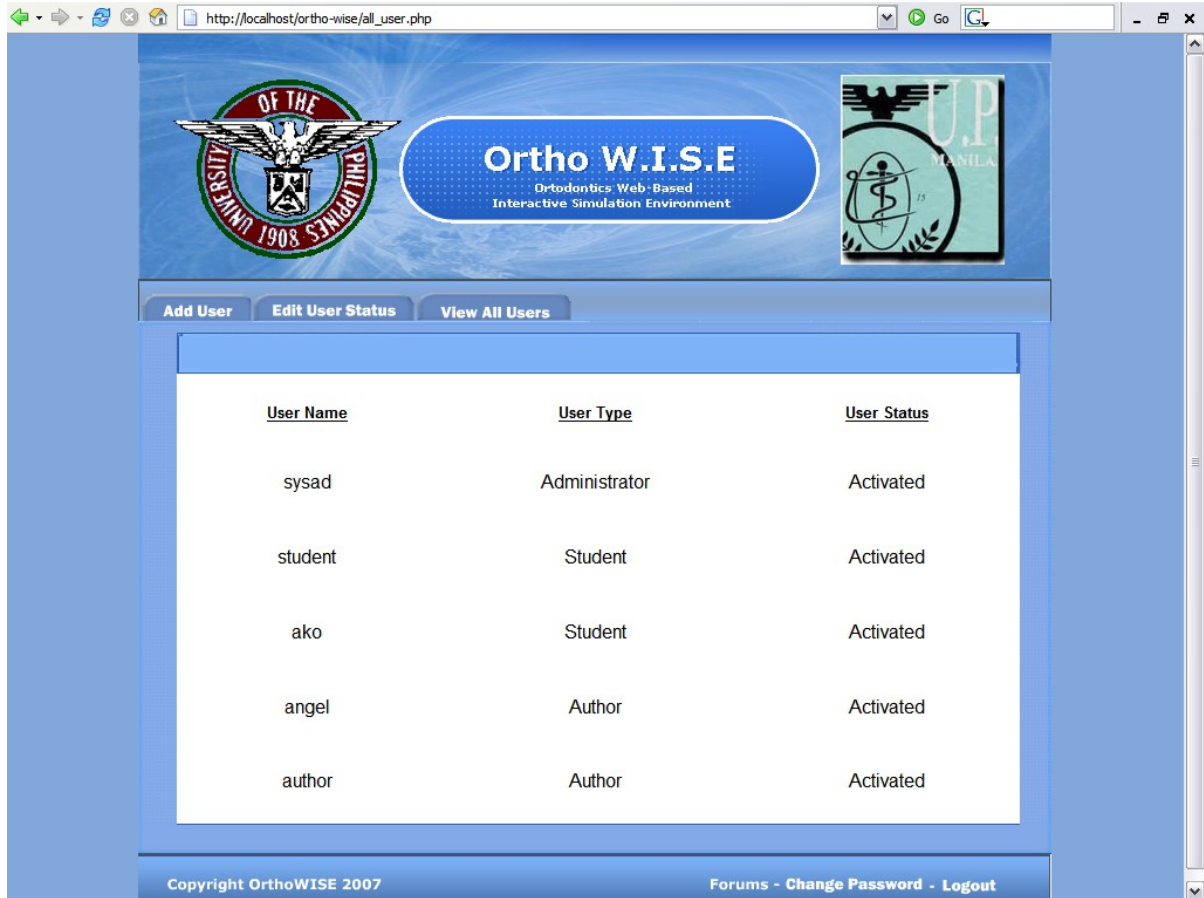 http://localhost/ortho-wise/all_user.php
Go
G
UNIVERSITY OF THE PHILIPPINES
1908
Ortho W.I.S.E
Ortodontics Web-Based
Interactive Simulation Environment
U.P.
MANILA
15
Add User Edit User Status View All Users
User Name User Type User Status
sysad Administrator Activated
student Student Activated
ako Student Activated
angel Author Activated
author Author Activated
Copyright OrthoWISE 2007 Forums - Change Password - Logout